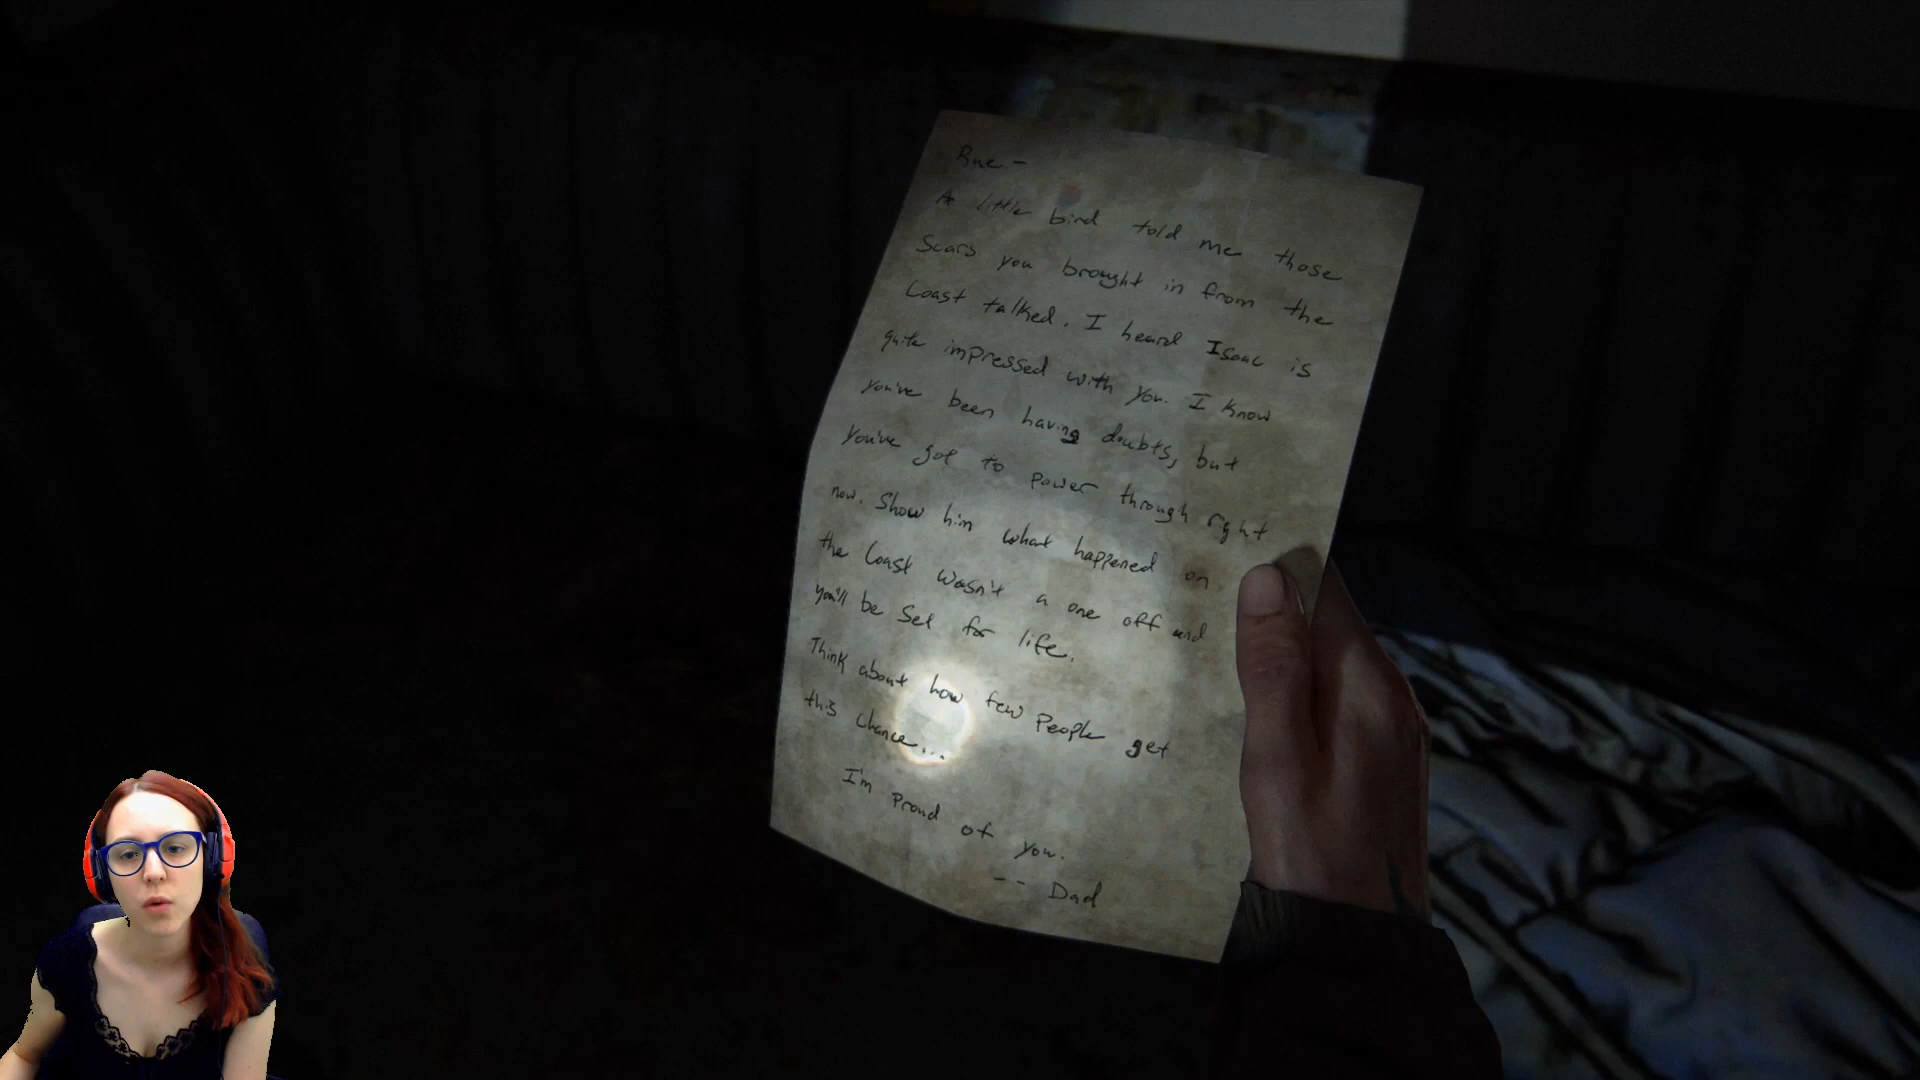 Rue -
A little bird told me those
Scars you brought in from the
Coast talked. I heard Isaac is
quite impressed with you. I know
you've been having doubts, but
you've got to power through right
now. Show him what happened on
the Coast wasn't a one off and
you'll be set for life.
Think about how few people get
this chance...
I'm proud of you.
-- Dad